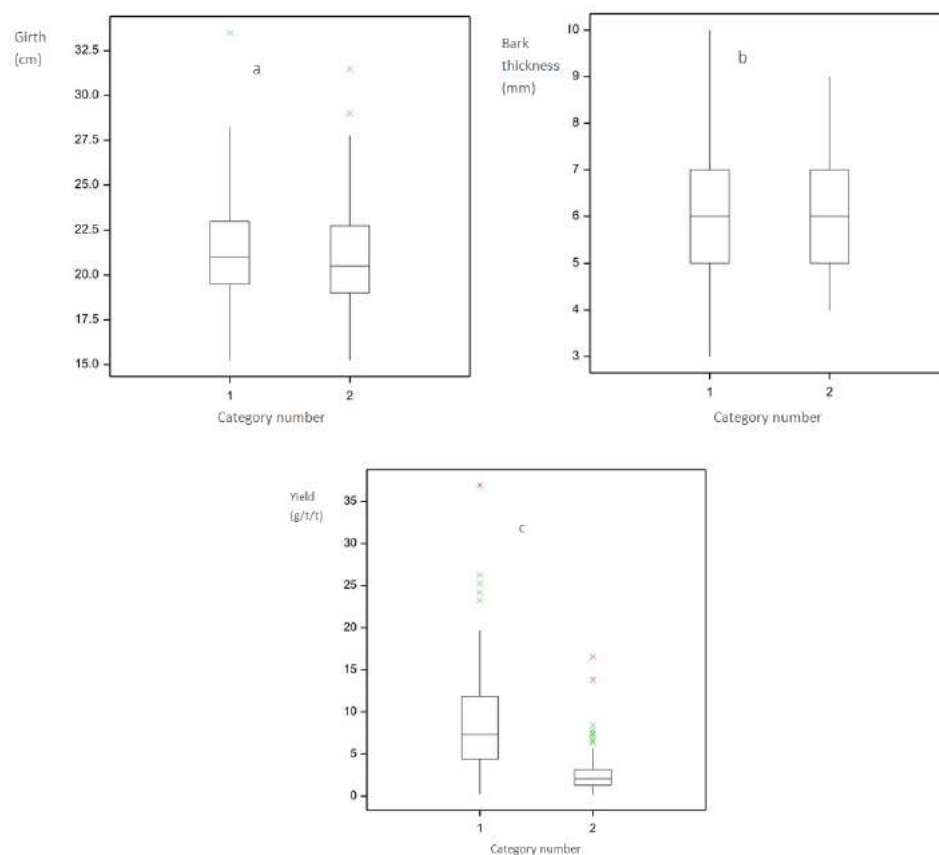 Girth
(cm)
a
32.5
30.0
27.5
25.0
22.5
20.0
17.5
15.0
1 2
Category number
Bark
thickness
(mm)
b
10
9
8
7
6
5
4
3
1 2
Category number
Yield
(g/t/t)
c
35
30
25
20
15
10
5
0
1 2
Category number